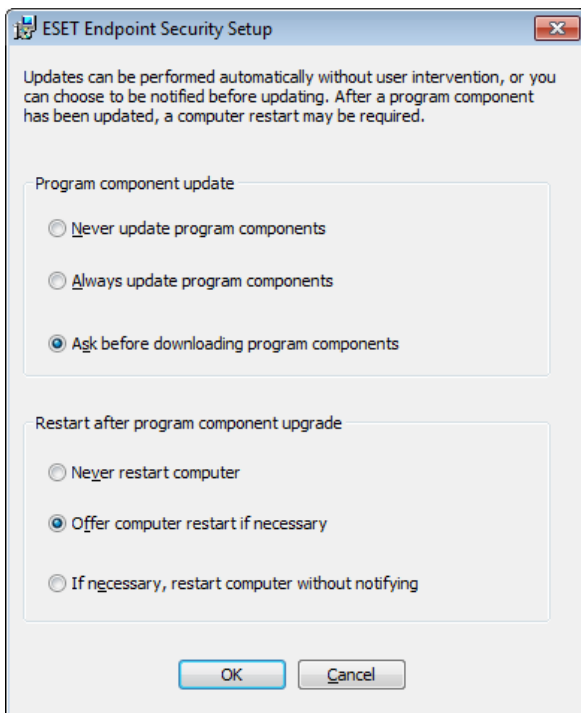 ESET Endpoint Security Setup
Updates can be performed automatically without user intervention, or you
can choose to be notified before updating. After a program component
has been updated, a computer restart may be required.
Program component update
Never update program components
Always update program components
Ask before downloading program components
Restart after program component upgrade
Never restart computer
Offer computer restart if necessary
If necessary, restart computer without notifying
OK
Cancel